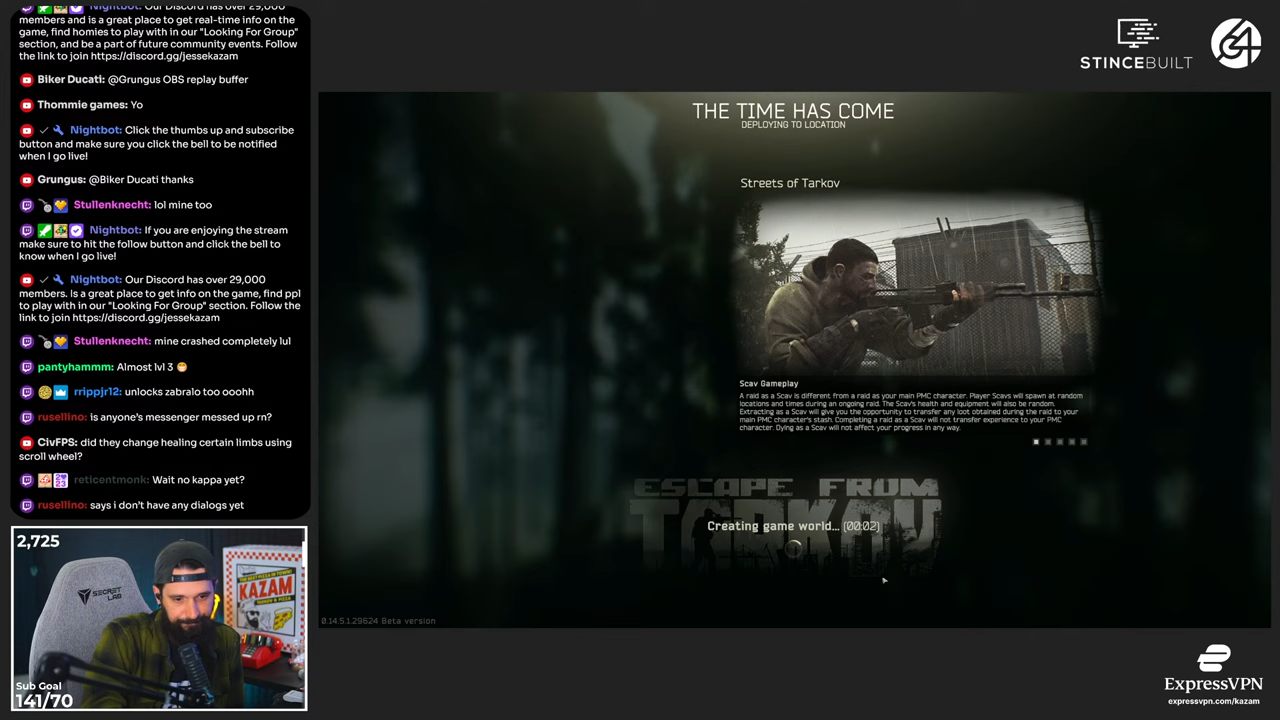 Nightbot: Our Discord has over 29,000
members and is a great place to get real-time info on the
game, find homies to play with in our "Looking For Group"
section, and be a part of future community events. Follow
the link to join https://discord.gg/jessekazam
Biker Ducati: @Grungus OBS replay buffer
Thommie games: Yo
Nightbot: Click the thumbs up and subscribe
button and make sure you click the bell to be notified
when I go live!
Grungus: @Biker Ducati thanks
Stullenknecht: lol mine too
Nightbot: If you are enjoying the stream
make sure to hit the follow button and click the bell to
know when I go live!
Nightbot: Our Discord has over 29,000
members. Is a great place to get info on the game, find ppl
to play with in our "Looking For Group" section. Follow the
link to join https://discord.gg/jessekazam
Stullenknecht: mine crashed completely lul
pantyhammm: Almost lvl 3 😁
rrippjr12: unlocks zabralo too ooohh
rusellino: is anyone's messenger messed up rn?
CivFPS: did they change healing certain limbs using
scroll wheel?
reticentmonk: Wait no kappa yet?
rusellino: says i don't have any dialogs yet
2,725
SECRET
LAB
THE BEST PIZZA IN TOWN!
KAZAM
TARKOV & PIZZA
Sub Goal
141/70
STINCEBUILT
G4
THE TIME HAS COME
DEPLOYING TO LOCATION
Streets of Tarkov
Scav Gameplay
A raid as a Scav is different from a raid as your main PMC character. Player Scavs will spawn at random
locations and times during an ongoing raid. The Scav's health and equipment will also be random.
Extracting as a Scav will give you the opportunity to transfer any loot obtained during the raid to your
main PMC character's stash. Completing a raid as a Scav will not transfer experience to your PMC
character. Dying as a Scav will not affect your progress in any way.
ESCAPE FROM
TARKOV
Creating game world... (00:02)
0.14.5.1.29624 Beta version
ExpressVPN
expressvpn.com/kazam